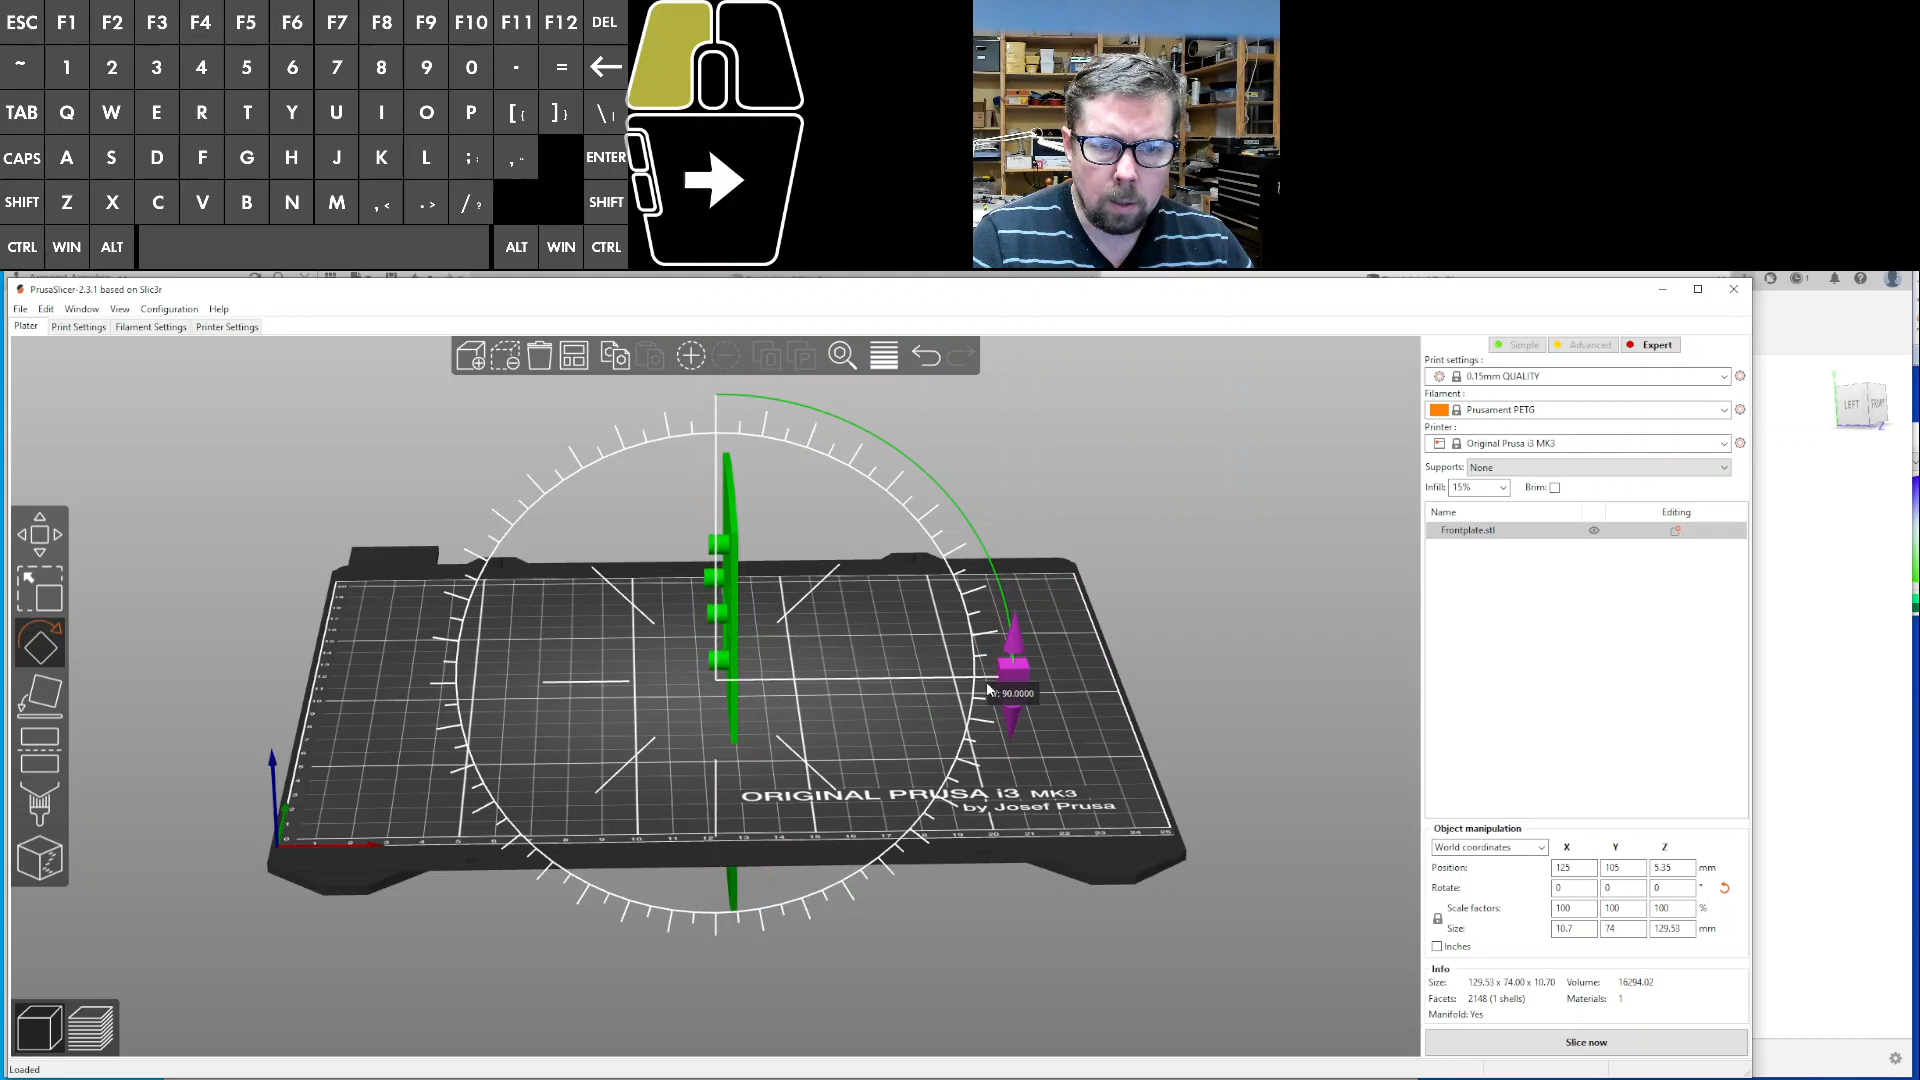 ESC F1 F2 F3 F4 F5 F6 F7 F8 F9 F10 F11 F12 DEL
~ 1 2 3 4 5 6 7 8 9 0 - =
TAB Q W E R T Y U I O P [{ ]} \|
CAPS A S D F G H J K L ;: ENTER
SHIFT Z X C V B N M ,< .> /? SHIFT
CTRL WIN ALT ALT WIN CTRL
PrusaSlicer-2.3.1 based on Slic3r
File Edit Window View Configuration Help
Plater Print Settings Filament Settings Printer Settings
Simple Advanced Expert
Print settings :
0.15mm QUALITY
Filament :
Prusament PETG
Printer :
Original Prusa i3 MK3
Supports: None
Infill: 15% Brim:
Name Editing
Frontplate.stl
Y: 90.0000
ORIGINAL PRUSA i3 MK3
by Josef Prusa
Object manipulation
World coordinates X Y Z
Position: 125 105 5.35 mm
Rotate: 0 0 0 °
Scale factors: 100 100 100 %
Size: 10.7 74 129.53 mm
Inches
Info
Size: 129.53 x 74.00 x 10.70 Volume: 16294.02
Facets: 2148 (1 shells) Materials: 1
Manifold: Yes
Slice now
Loaded
LEFT FRONT
Y
Z